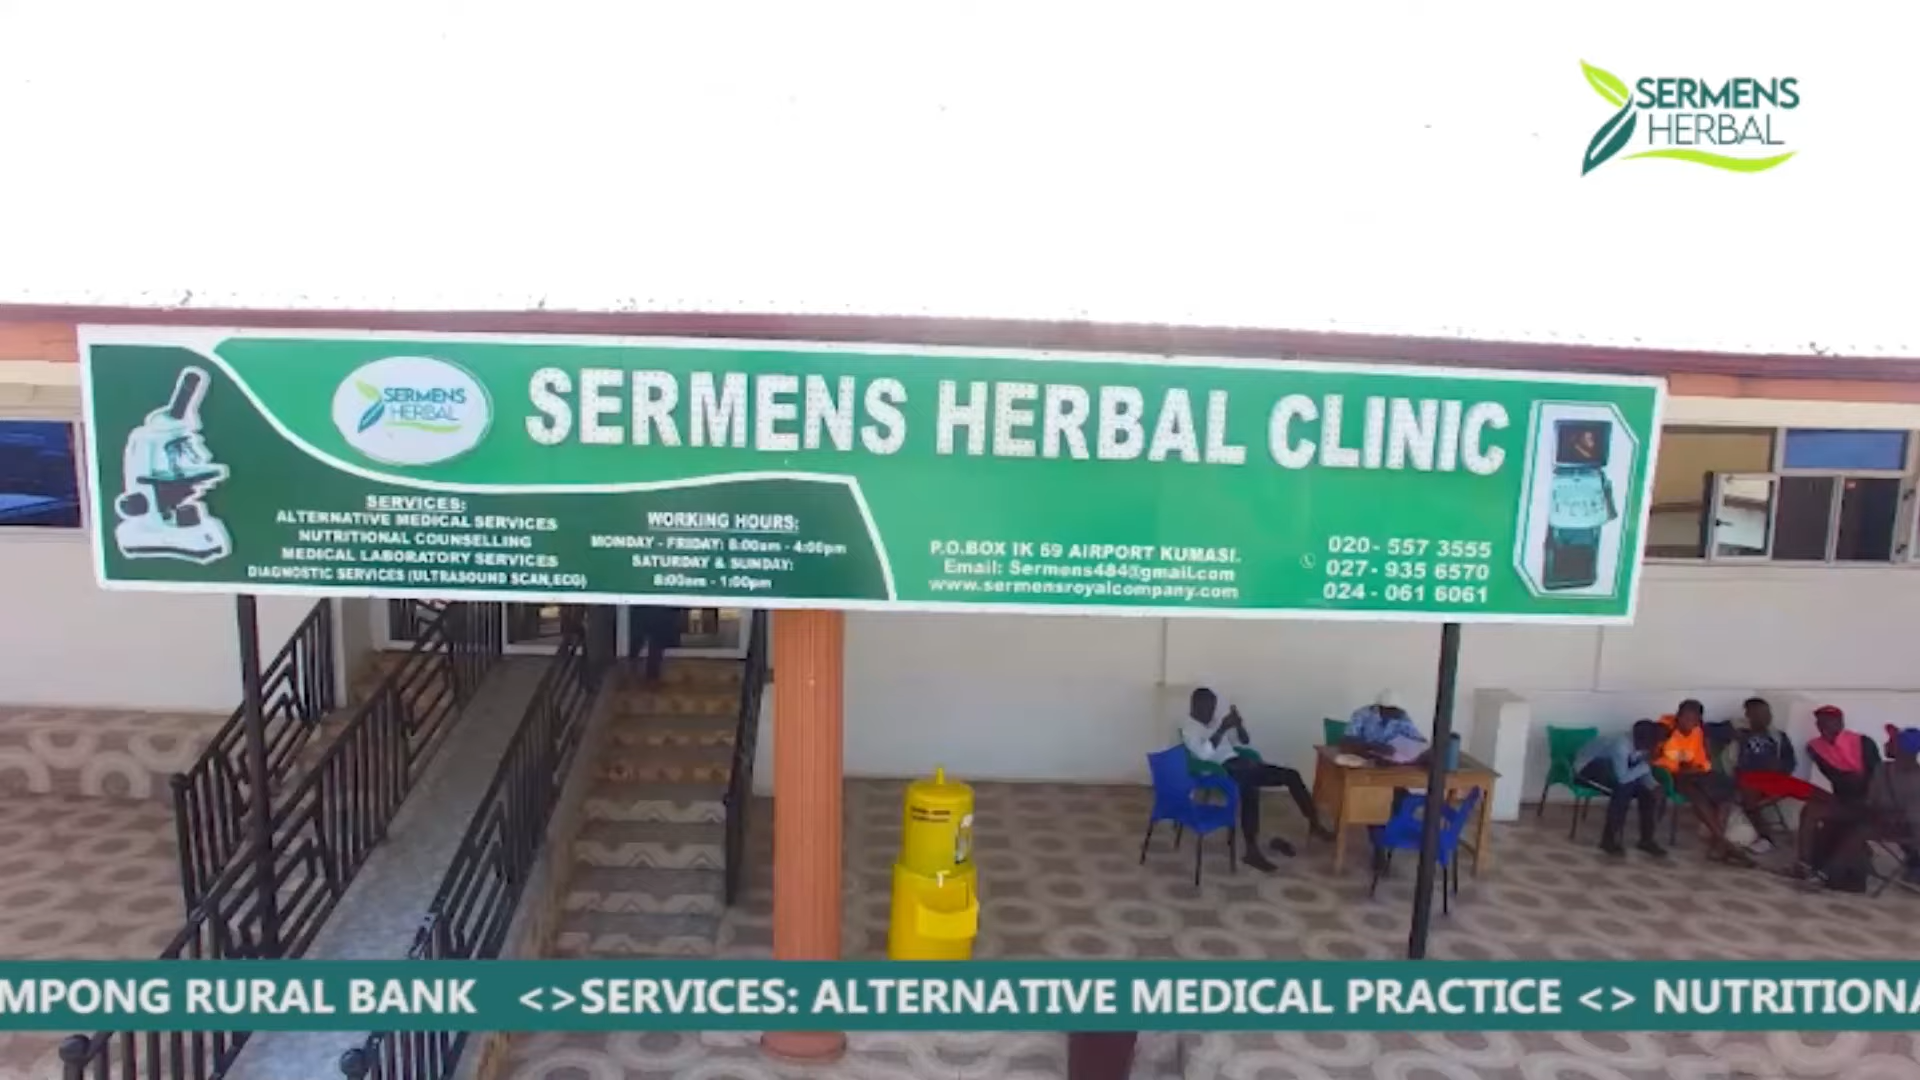 SERMENS
HERBAL
SERMENS
HERBAL
SERMENS HERBAL CLINIC
SERVICES:
ALTERNATIVE MEDICAL SERVICES
NUTRITIONAL COUNSELLING
MEDICAL LABORATORY SERVICES
DIAGNOSTIC SERVICES (ULTRASOUND SCAN,ECG)
WORKING HOURS:
MONDAY - FRIDAY: 8:00am - 4:00pm
SATURDAY & SUNDAY:
8:00am - 1:00pm
P.O.BOX IK 69 AIRPORT KUMASI.
Email: Sermens484@gmail.com
www.sermensroyalcompany.com
020- 557 3555
027- 935 6570
024 - 061 6061
MPONG RURAL BANK <>SERVICES: ALTERNATIVE MEDICAL PRACTICE <> NUTRITIONA